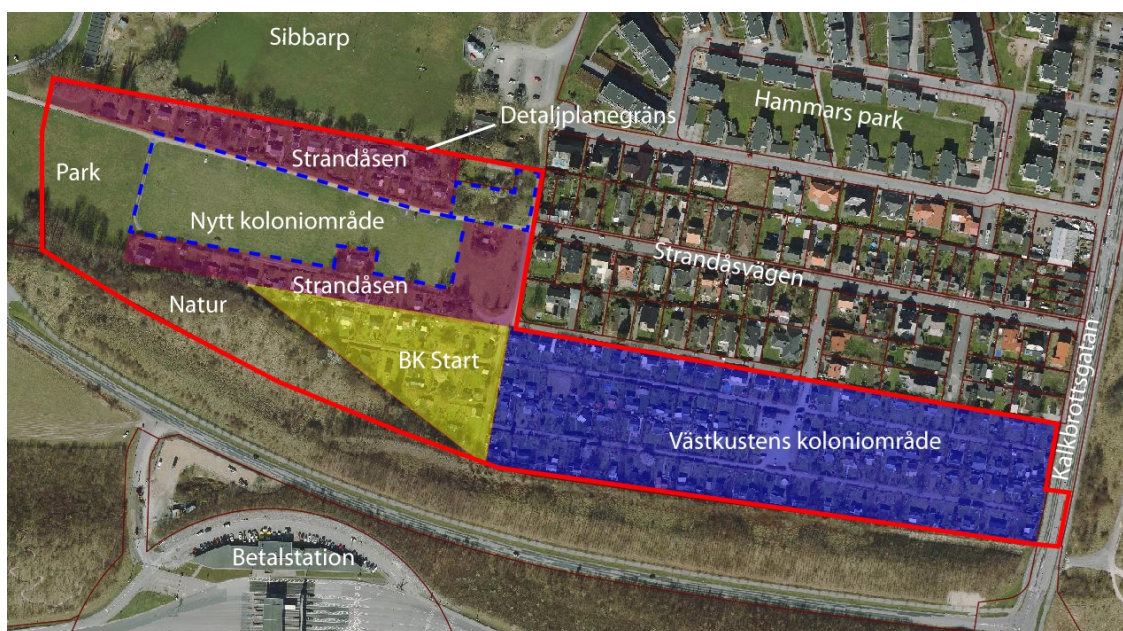 Sibbarp
Detaljplanegräns
Hammars park
Strandåsen
Park
Nytt koloniområde
Strandåsvägen
Strandåsen
Natur
BK Start
Västkustens koloniområde
Kalkbrottsgatan
Betalstation